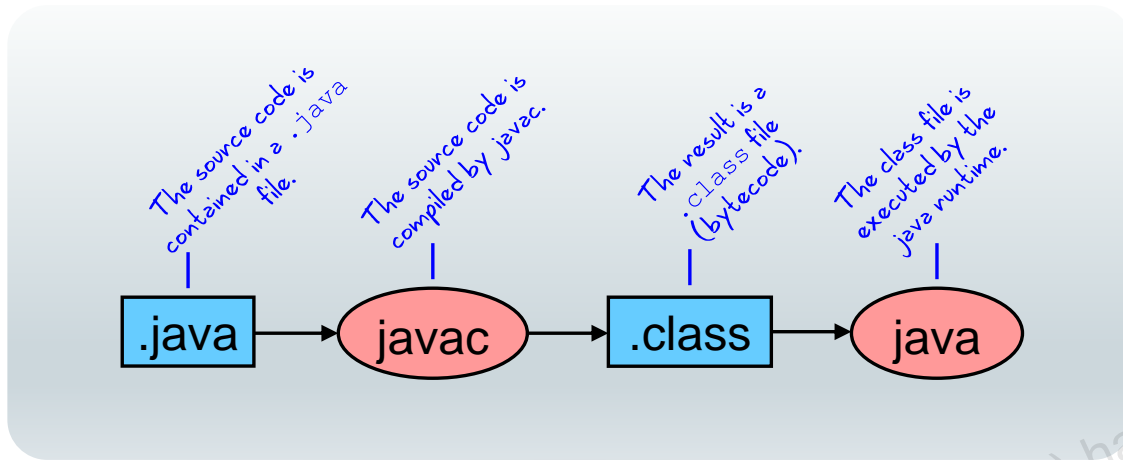 The source code is
contained in a .java
file.
The source code is
compiled by javac.
The result is a
.class file
(bytecode).
The class file is
executed by the
java runtime.
.java
javac
.class
java